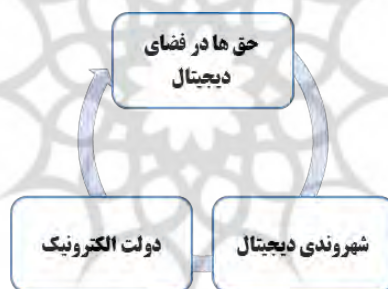 حق ها در فضای
دیجیتال
شهروندی دیجیتال
دولت الکترونیک